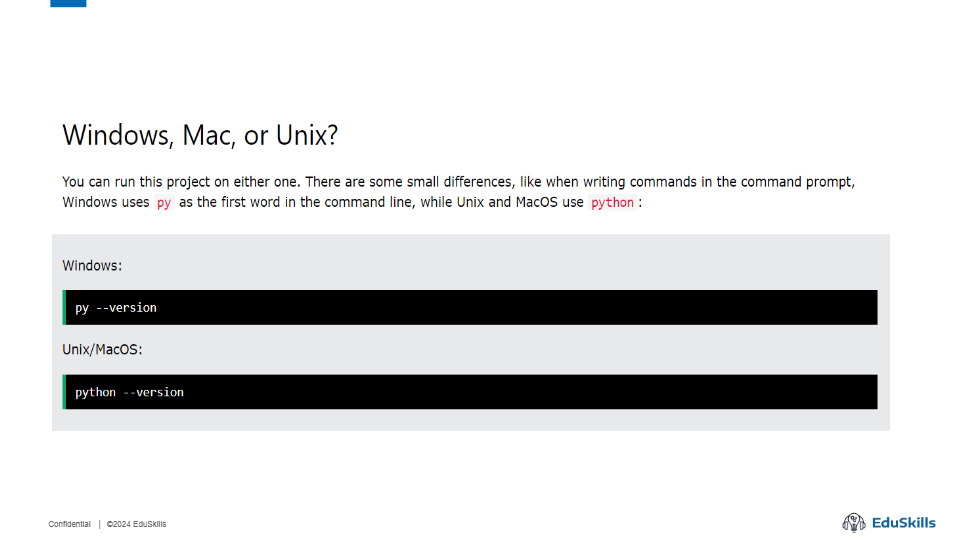 Windows, Mac, or Unix?
You can run this project on either one. There are some small differences, like when writing commands in the command prompt,
Windows uses py as the first word in the command line, while Unix and MacOS use python :
Windows:
py --version
Unix/MacOS:
python --version
Confidential | ©2024 EduSkills
EduSkills